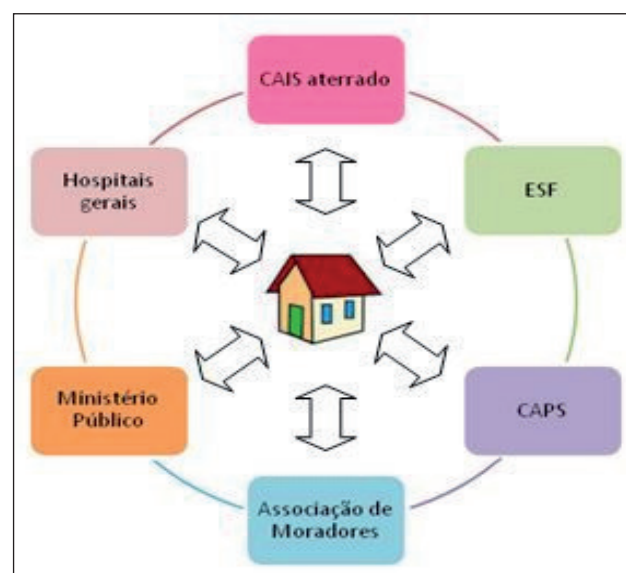 CAIS aterrado
ESF
CAPS
Associação de
Moradores
Ministério
Público
Hospitais
gerais